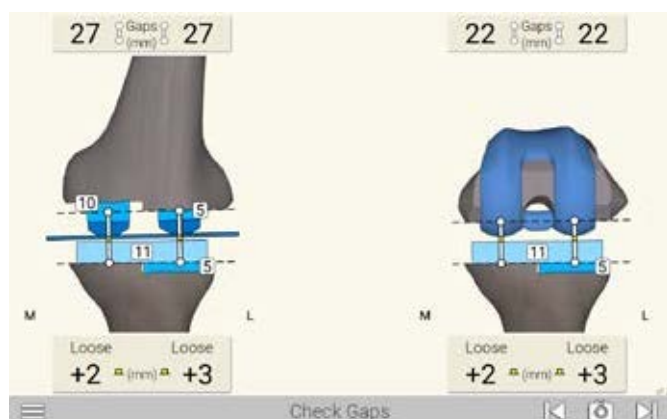 27 Gaps (mm) 27
22 Gaps (mm) 22
10
5
11
5
11
5
M L
M L
Loose Loose
+2 (mm) +3
Loose Loose
+2 (mm) +3
Check Gaps